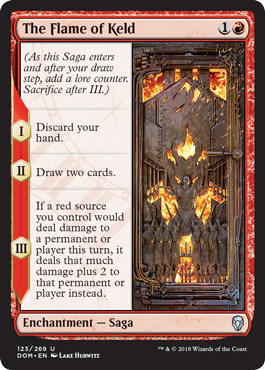 The Flame of Keld 1
(As this Saga enters
and after your draw
step, add a lore counter.
Sacrifice after III.)
I Discard your
hand.
II Draw two cards.
III If a red source
you control would
deal damage to
a permanent or
player this turn, it
deals that much
damage plus 2 to
that permanent or
player instead.
Enchantment — Saga
123/269 U
DOM • EN Lake Hurwitz
™ & © 2018 Wizards of the Coast